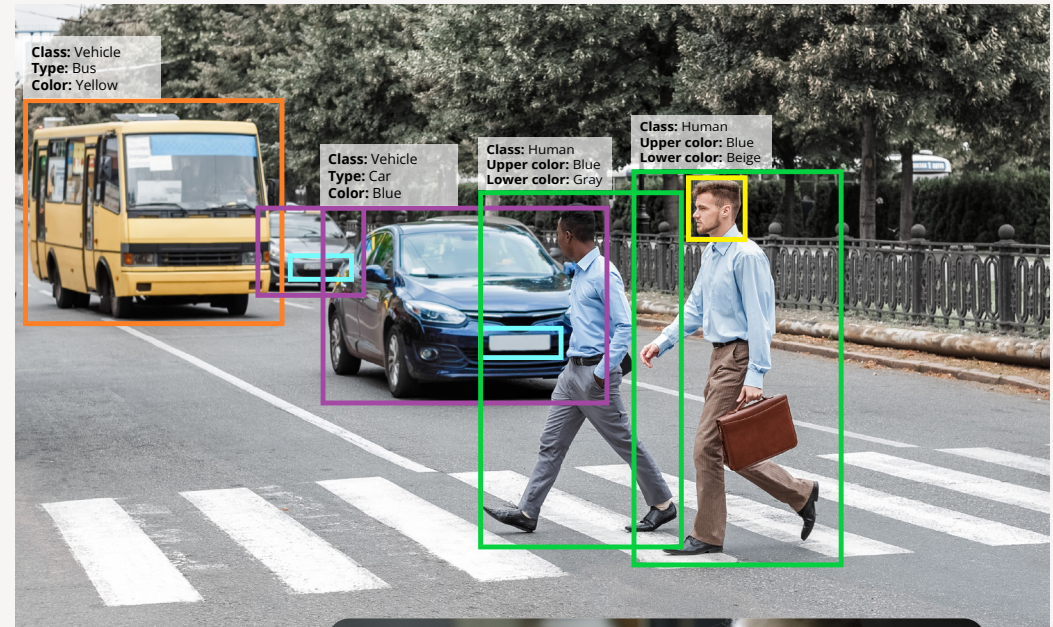 Class: Vehicle
Type: Bus
Color: Yellow
Class: Vehicle
Type: Car
Color: Blue
Class: Human
Upper color: Blue
Lower color: Gray
Class: Human
Upper color: Blue
Lower color: Beige